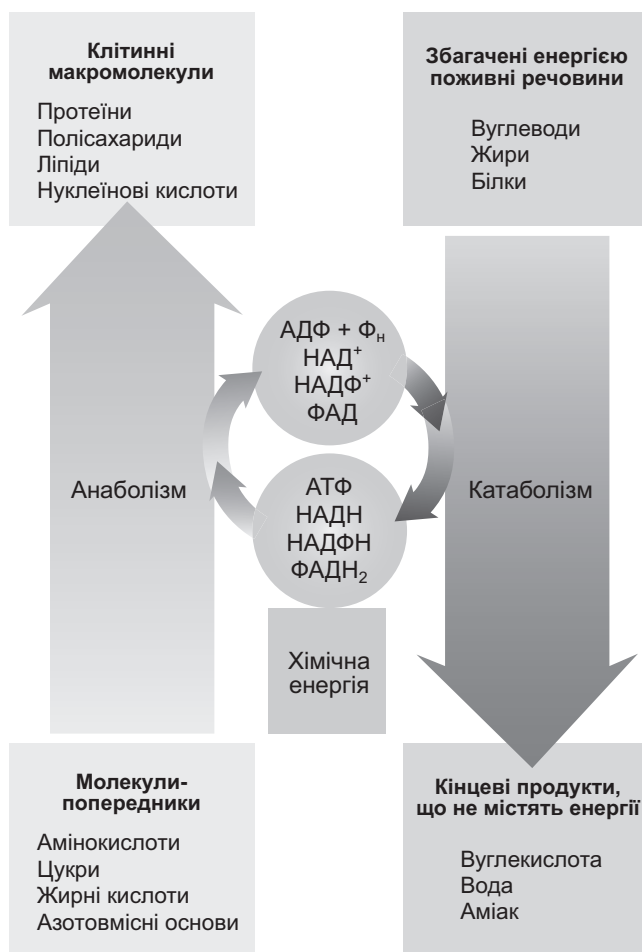 Клітинні
макромолекули
Протеїни
Полісахариди
Ліпіди
Нуклеїнові кислоти
Збагачені енергією
поживні речовини
Вуглеводи
Жири
Білки
АДФ + Фн
НАД⁺
НАДФ⁺
ФАД
Анаболізм
АТФ
НАДН
НАДФН
ФАДН₂
Катаболізм
Хімічна
енергія
Молекули-
попередники
Амінокислоти
Цукри
Жирні кислоти
Азотовмісні основи
Кінцеві продукти,
що не містять енергії
Вуглекислота
Вода
Аміак